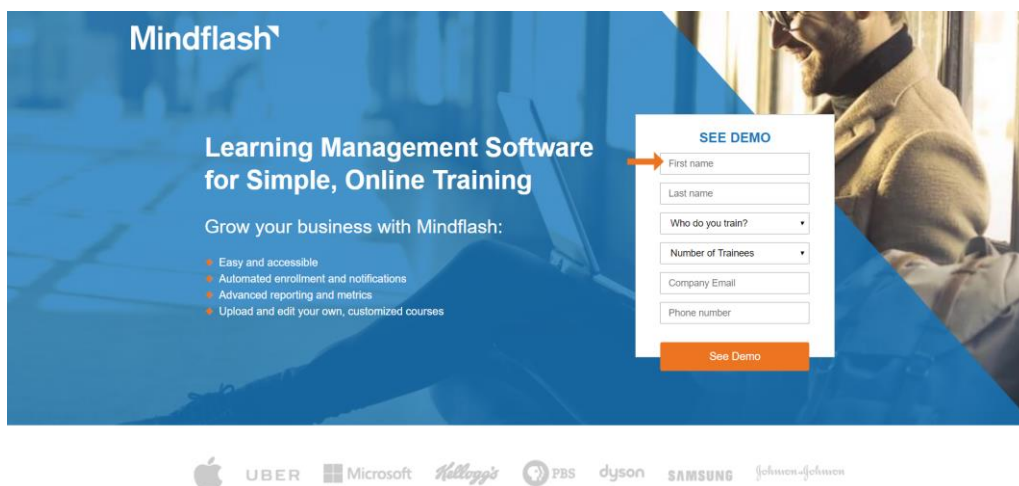 Mindflash
Learning Management Software
for Simple, Online Training
Grow your business with Mindflash:
Easy and accessible
Automated enrollment and notifications
Advanced reporting and metrics
Upload and edit your own, customized courses
SEE DEMO
First name
Last name
Who do you train?
Number of Trainees
Company Email
Phone number
See Demo
UBER Microsoft Kellogg's PBS dyson SAMSUNG Johnson & Johnson